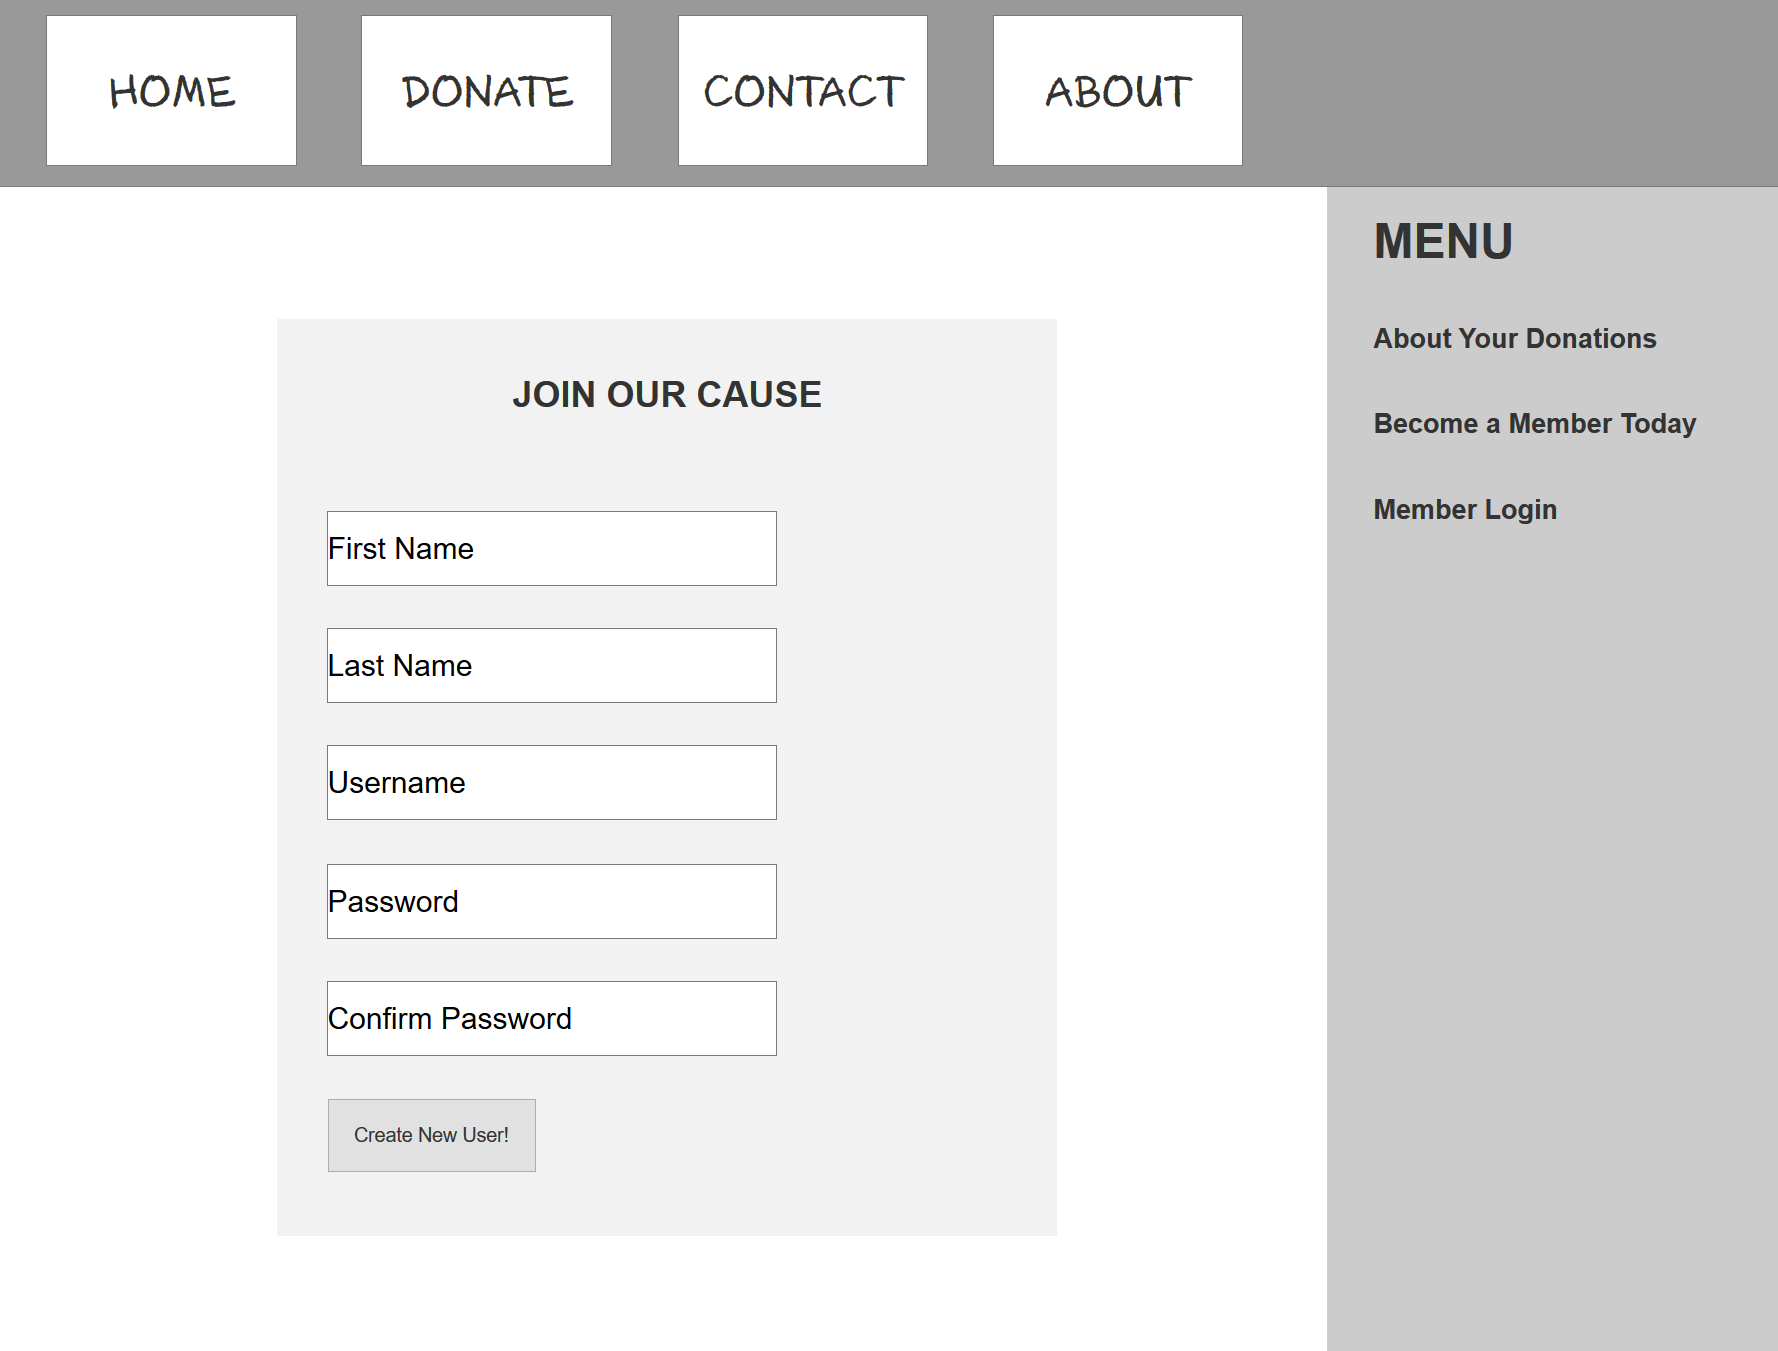 HOME
DONATE
CONTACT
ABOUT
MENU
About Your Donations
Become a Member Today
Member Login
JOIN OUR CAUSE
First Name
Last Name
Username
Password
Confirm Password
Create New User!